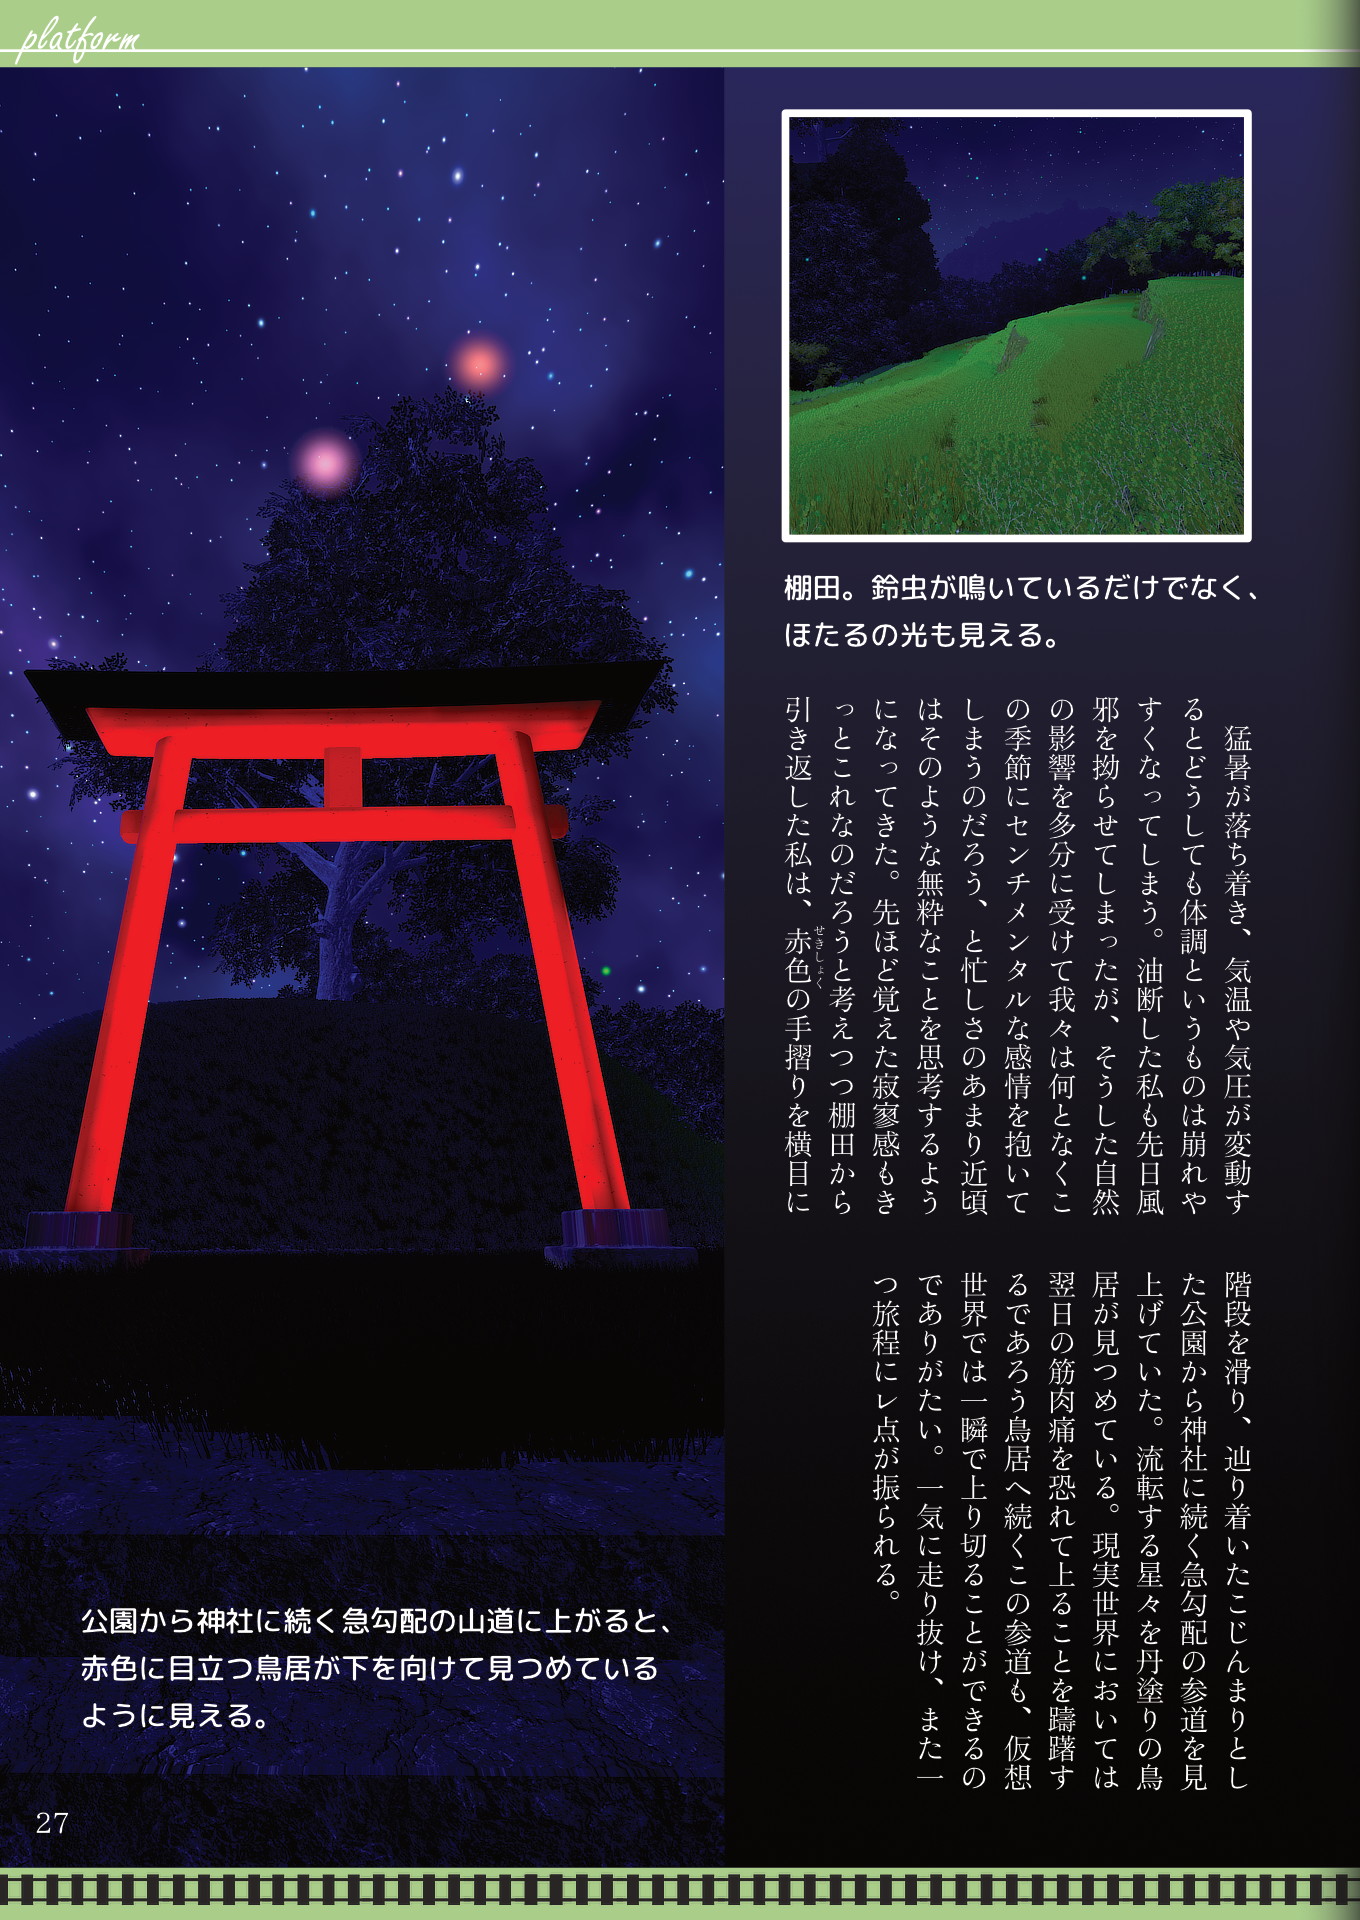 platform
棚田。鈴虫が鳴いているだけでなく、
ほたるの光も見える。
猛暑が落ち着き、気温や気圧が変動す
るとどうしても体調というものは崩れや
すくなってしまう。油断した私も先日風
邪を拗らせてしまったが、そうした自然
の影響を多分に受けて我々は何となくこ
の季節にセンチメンタルな感情を抱いて
しまうのだろう、と忙しさのあまり近頃
はそのような無粋なことを思考するよう
になってきた。先ほど覚えた寂寥感もき
っとこれなのだろうと考えつつ棚田から
引き返した私は、赤色の手摺りを横目に
せきしょく
階段を滑り、辿り着いたこじんまりとし
た公園から神社に続く急勾配の参道を見
上げていた。流転する星々を丹塗りの鳥
居が見つめている。現実世界においては
翌日の筋肉痛を恐れて上ることを躊躇す
るであろう鳥居へ続くこの参道も、仮想
世界では一瞬で上り切ることができるの
でありがたい。一気に走り抜け、また一
つ旅程にレ点が振られる。
公園から神社に続く急勾配の山道に上がると、
赤色に目立つ鳥居が下を向けて見つめている
ように見える。
27